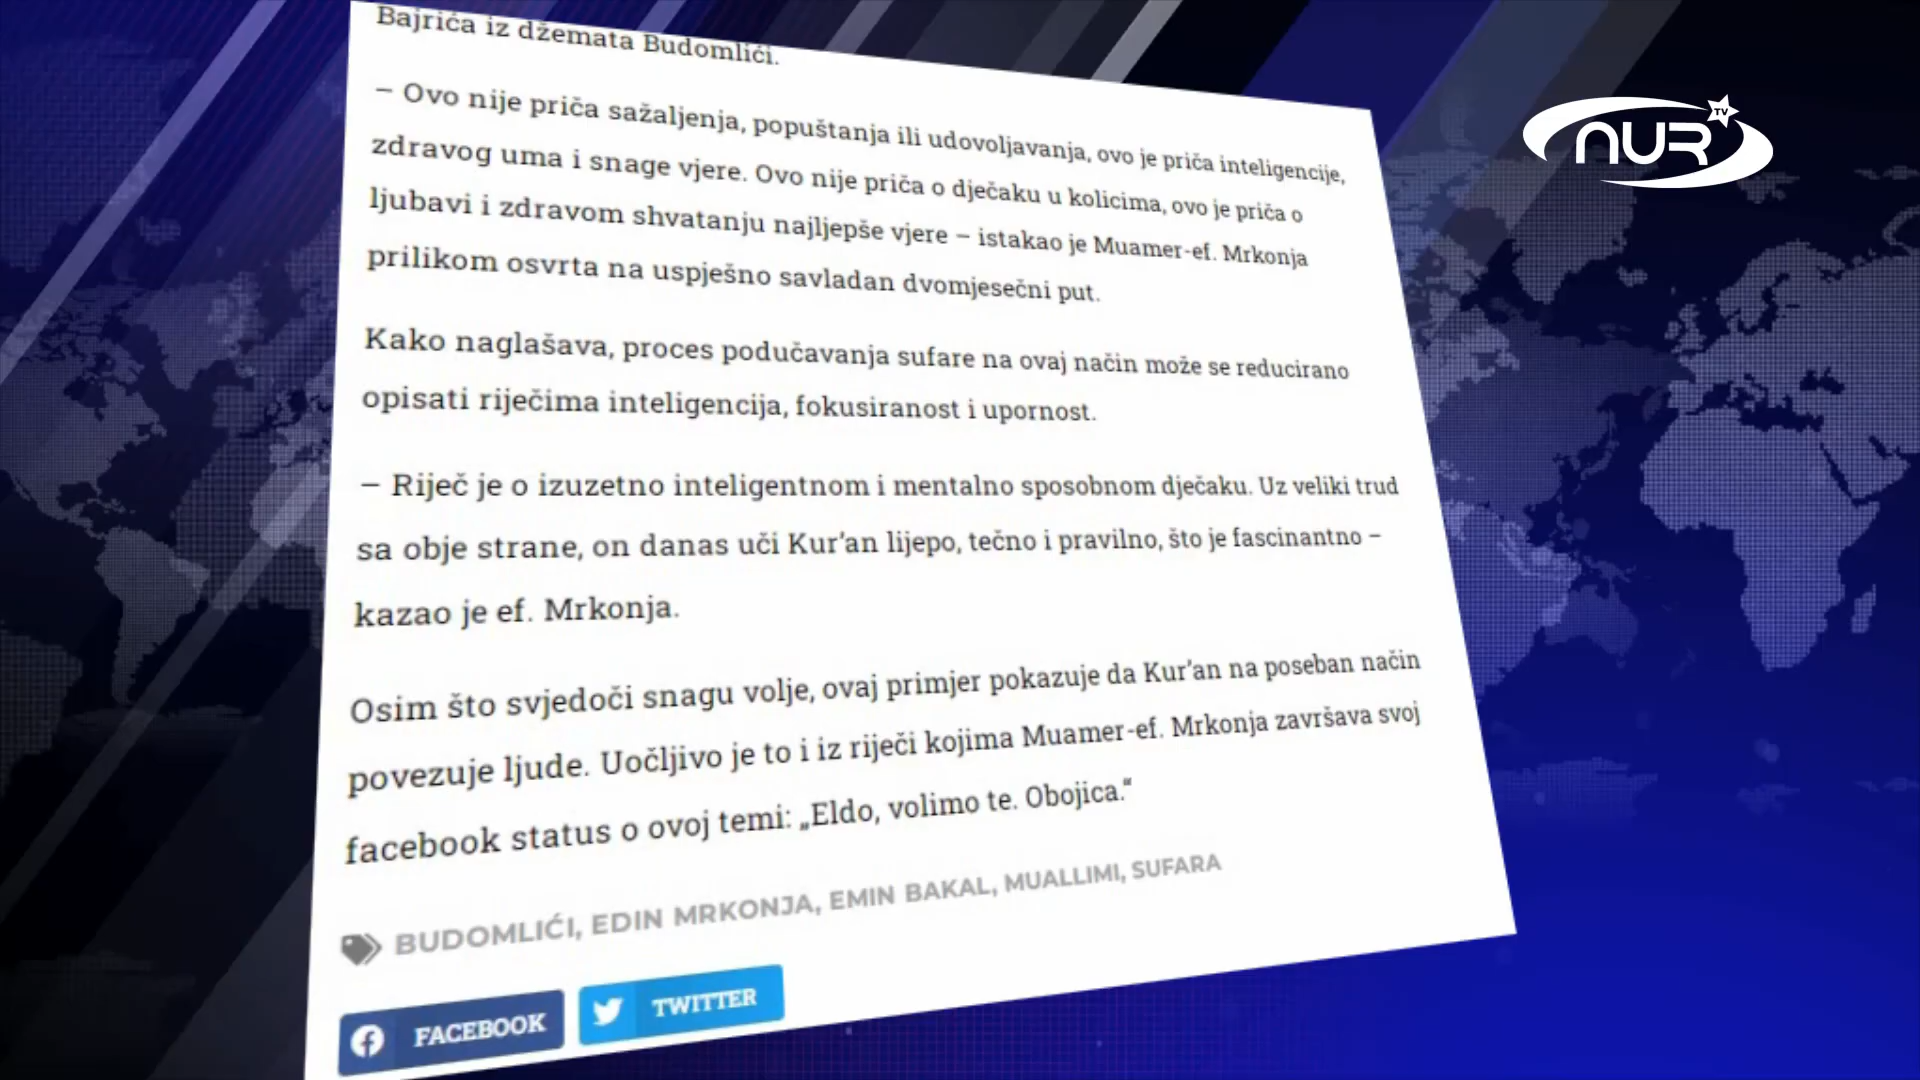 Bajrića iz džemata Budomlići.
– Ovo nije priča sažaljenja, popuštanja ili udovoljavanja, ovo je priča inteligencije,
zdravog uma i snage vjere. Ovo nije priča o dječaku u kolicima, ovo je priča o
ljubavi i zdravom shvatanju najljepše vjere – istakao je Muamer-ef. Mrkonja
prilikom osvrta na uspješno savladan dvomjesečni put.
Kako naglašava, proces podučavanja sufare na ovaj način može se reducirano
opisati riječima inteligencija, fokusiranost i upornost.
– Riječ je o izuzetno inteligentnom i mentalno sposobnom dječaku. Uz veliki trud
sa obje strane, on danas uči Kur’an lijepo, tečno i pravilno, što je fascinantno –
kazao je ef. Mrkonja.
Osim što svjedoči snagu volje, ovaj primjer pokazuje da Kur’an na poseban način
povezuje ljude. Uočljivo je to i iz riječi kojima Muamer-ef. Mrkonja završava svoj
facebook status o ovoj temi: „Eldo, volimo te. Obojica.“
BUDOMLIĆI, EDIN MRKONJA, EMIN BAKAL, MUALLIMI, SUFARA
FACEBOOK
TWITTER
NUR
TV